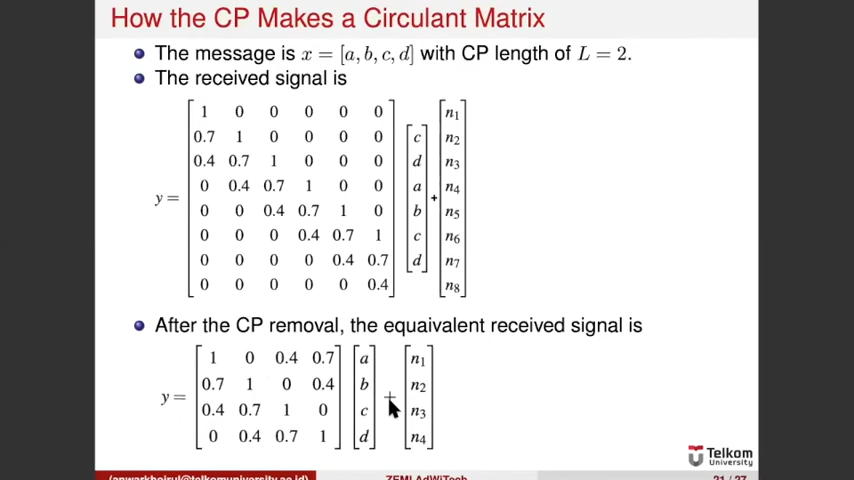 How the CP Makes a Circulant Matrix
The message is x = [a, b, c, d] with CP length of L = 2.
The received signal is
1 0 0 0 0 0 n₁
0.7 1 0 0 0 0 c n₂
0.4 0.7 1 0 0 0 d n₃
0 0.4 0.7 1 0 0 a n₄
y = +
0 0 0.4 0.7 1 0 b n₅
0 0 0 0.4 0.7 1 c n₆
0 0 0 0 0.4 0.7 d n₇
0 0 0 0 0 0.4 n₈
After the CP removal, the equaivalent received signal is
1 0 0.4 0.7 a n₁
0.7 1 0 0.4 b n₂
y = +
0.4 0.7 1 0 c n₃
0 0.4 0.7 1 d n₄
Telkom
University
(anwarkhoirul@telkomuniversity.ac.id) ZEMI AdWiTech 21 / 27